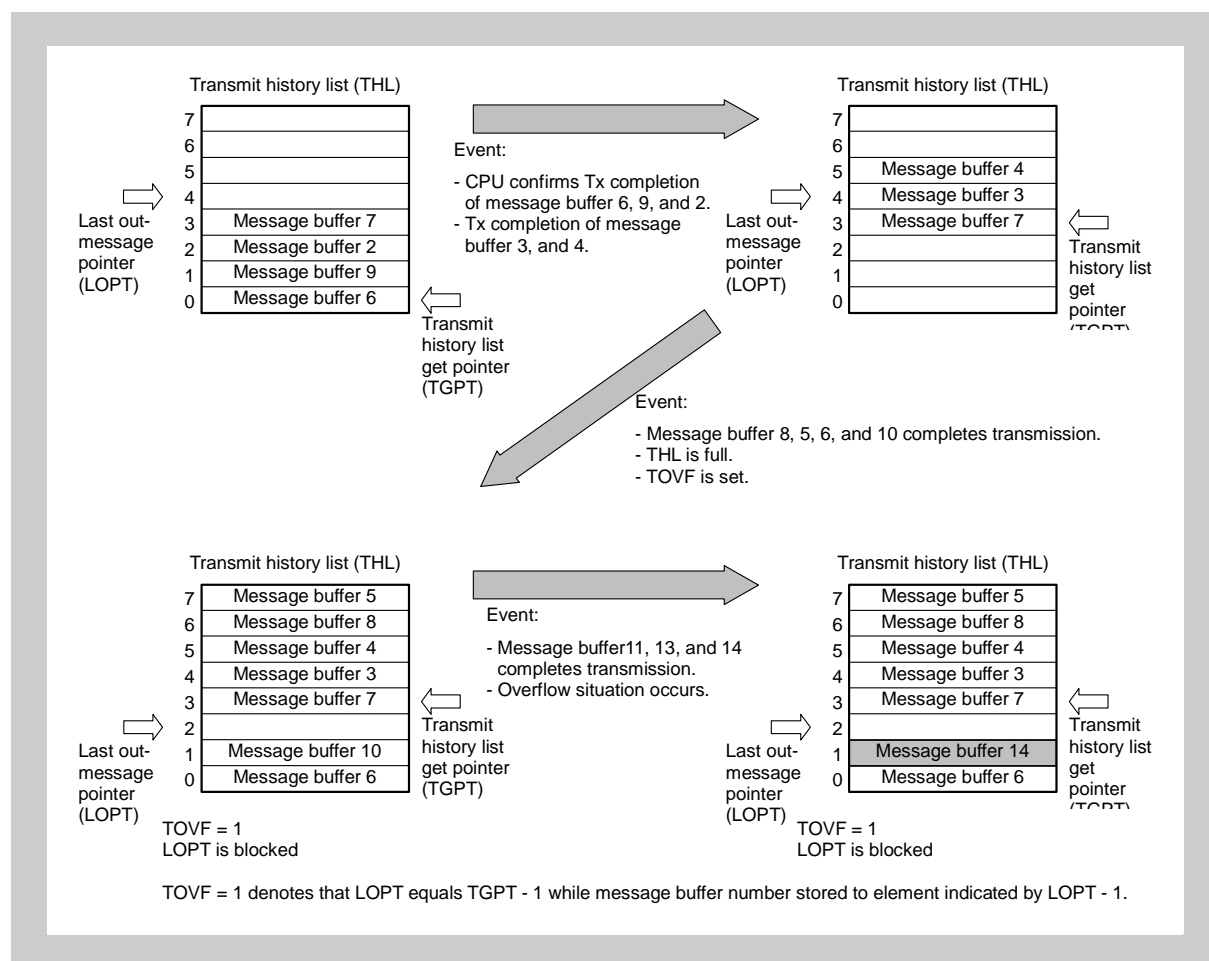 Transmit history list (THL)
7
6
5
4
3 Message buffer 7
2 Message buffer 2
1 Message buffer 9
0 Message buffer 6
Last out-
message
pointer
(LOPT)
Transmit
history list
get pointer
(TGPT)
Event:
- CPU confirms Tx completion
of message buffer 6, 9, and 2.
- Tx completion of message
buffer 3, and 4.
Transmit history list (THL)
7
6
5 Message buffer 4
4 Message buffer 3
3 Message buffer 7
2
1
0
Last out-
message
pointer
(LOPT)
Transmit
history list
get
pointer
(TGPT)
Event:
- Message buffer 8, 5, 6, and 10 completes transmission.
- THL is full.
- TOVF is set.
Transmit history list (THL)
7 Message buffer 5
6 Message buffer 8
5 Message buffer 4
4 Message buffer 3
3 Message buffer 7
2
1 Message buffer 10
0 Message buffer 6
Last out-
message
pointer
(LOPT)
Transmit
history list
get pointer
(TGPT)
TOVF = 1
LOPT is blocked
Event:
- Message buffer11, 13, and 14
completes transmission.
- Overflow situation occurs.
Transmit history list (THL)
7 Message buffer 5
6 Message buffer 8
5 Message buffer 4
4 Message buffer 3
3 Message buffer 7
2
1 Message buffer 14
0 Message buffer 6
Last out-
message
pointer
(LOPT)
Transmit
history list
get
pointer
(TGPT)
TOVF = 1
LOPT is blocked
TOVF = 1 denotes that LOPT equals TGPT - 1 while message buffer number stored to element indicated by LOPT - 1.